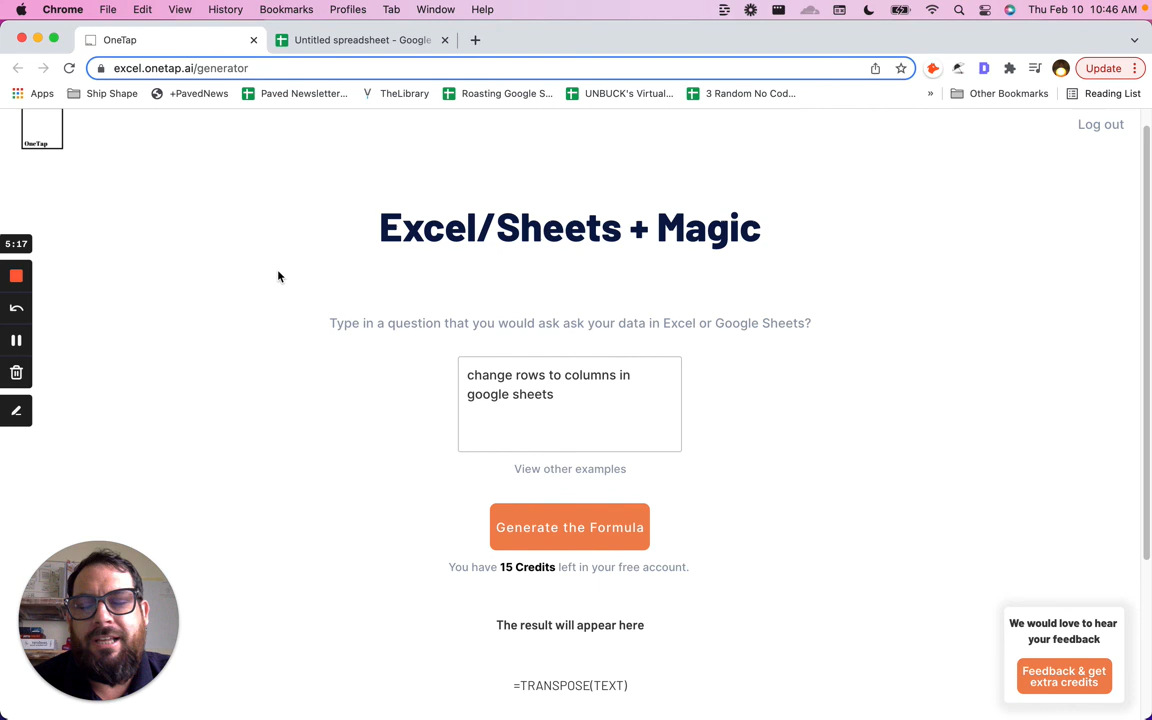 Chrome File Edit View History Bookmarks Profiles Tab Window Help Thu Feb 10 10:46 AM
OneTap Untitled spreadsheet - Google
excel.onetap.ai/generator Update
Apps Ship Shape +PavedNews Paved Newsletter... TheLibrary Roasting Google S... UNBUCK's Virtual... 3 Random No Cod... » Other Bookmarks Reading List
OneTap
Log out
Excel/Sheets + Magic
5:17
Type in a question that you would ask ask your data in Excel or Google Sheets?
change rows to columns in
google sheets
View other examples
Generate the Formula
You have 15 Credits left in your free account.
The result will appear here
=TRANSPOSE(TEXT)
We would love to hear
your feedback
Feedback & get
extra credits